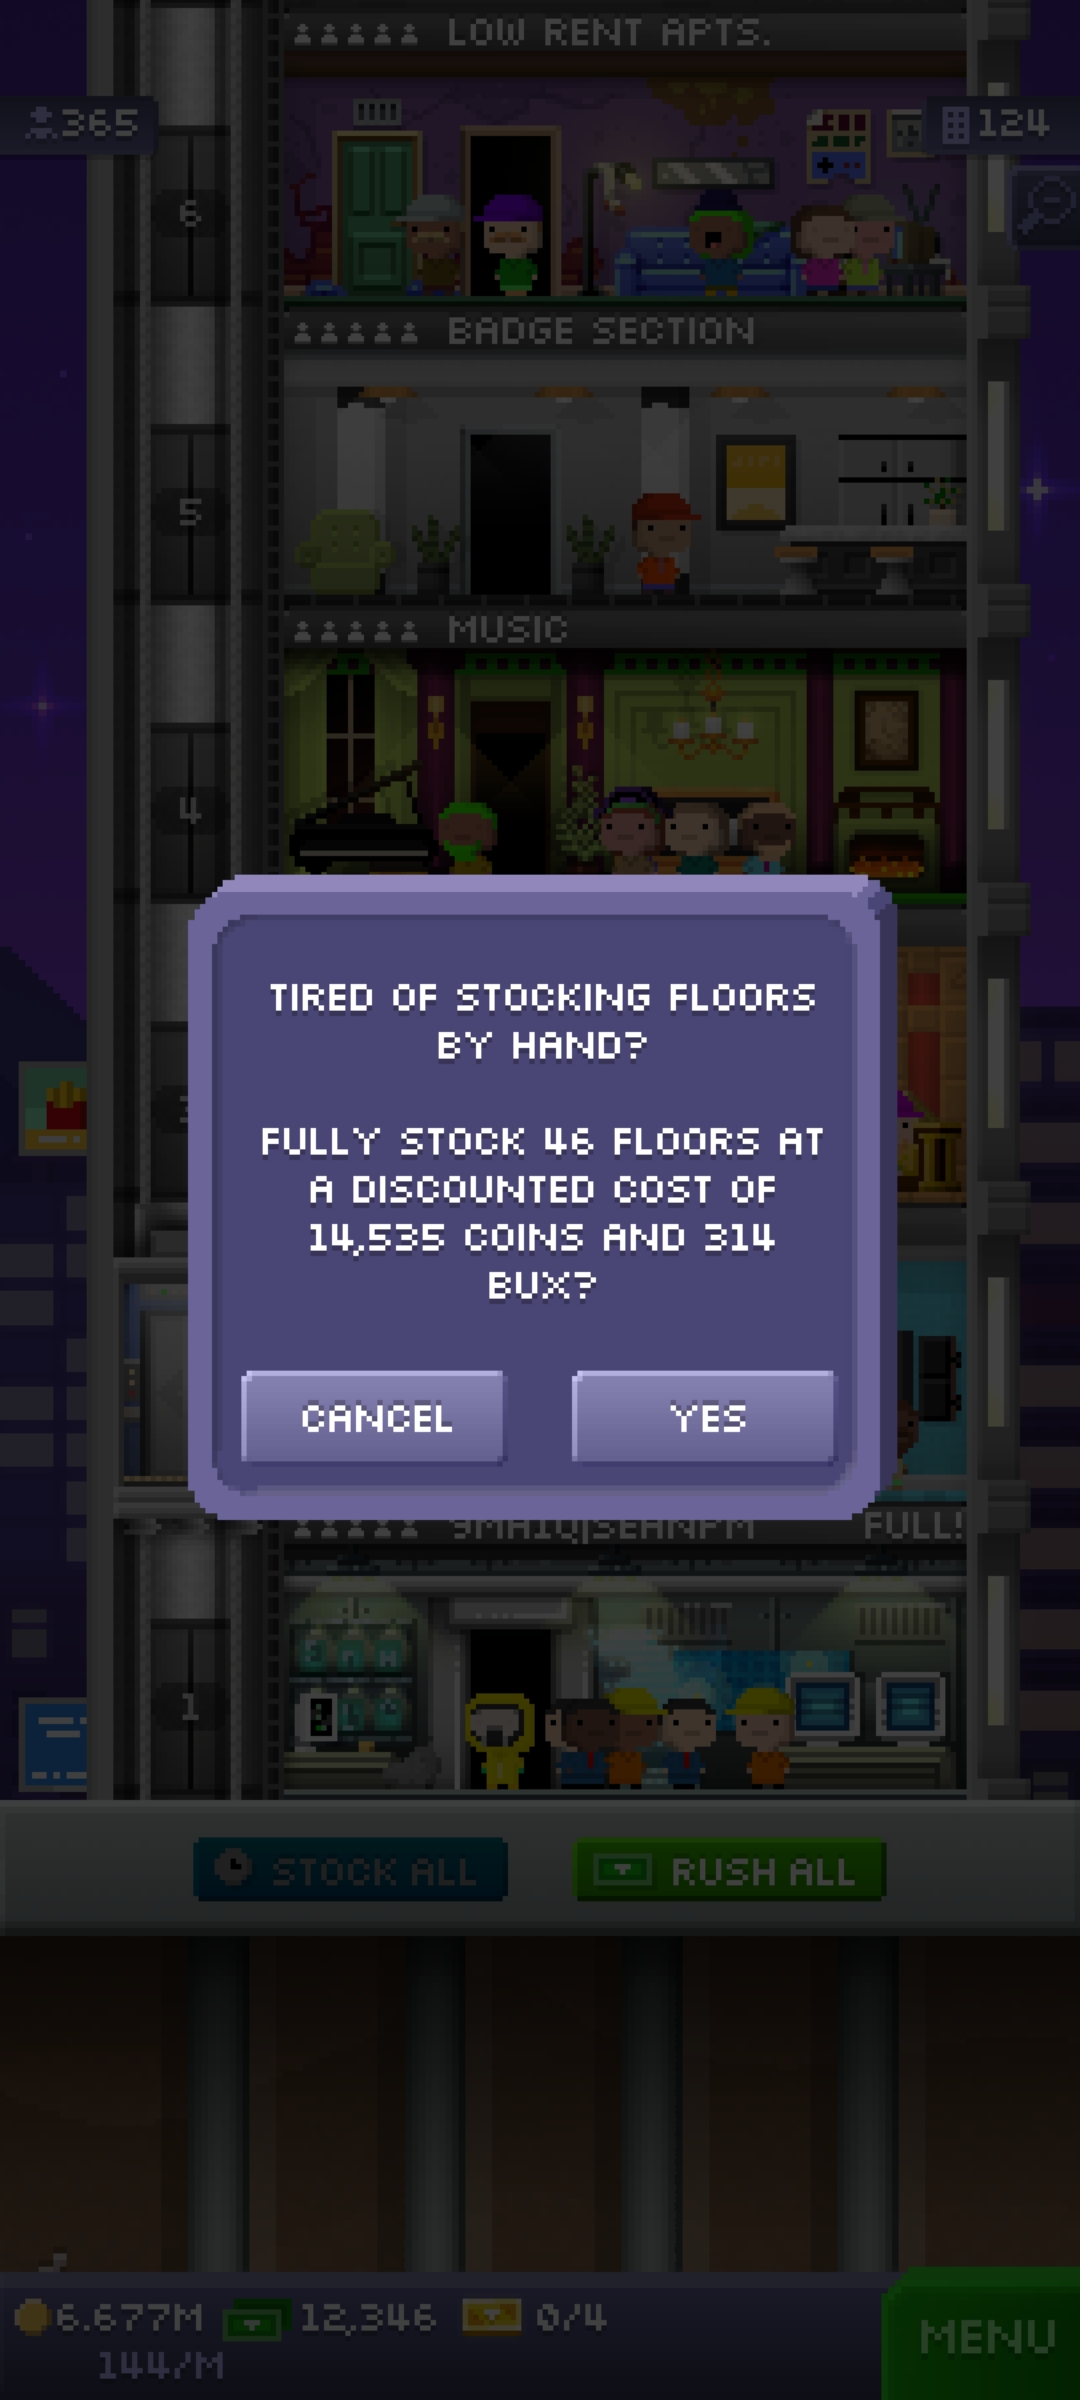 LOW RENT APTS.
365
124
6
BADGE SECTION
5
MUSIC
4
TIRED OF STOCKING FLOORS
BY HAND?
FULLY STOCK 46 FLOORS AT
A DISCOUNTED COST OF
14,535 COINS AND 314
BUX?
CANCEL
YES
FULL!
1
STOCK ALL
RUSH ALL
6.677M
12,346
0/4
144/M
MENU